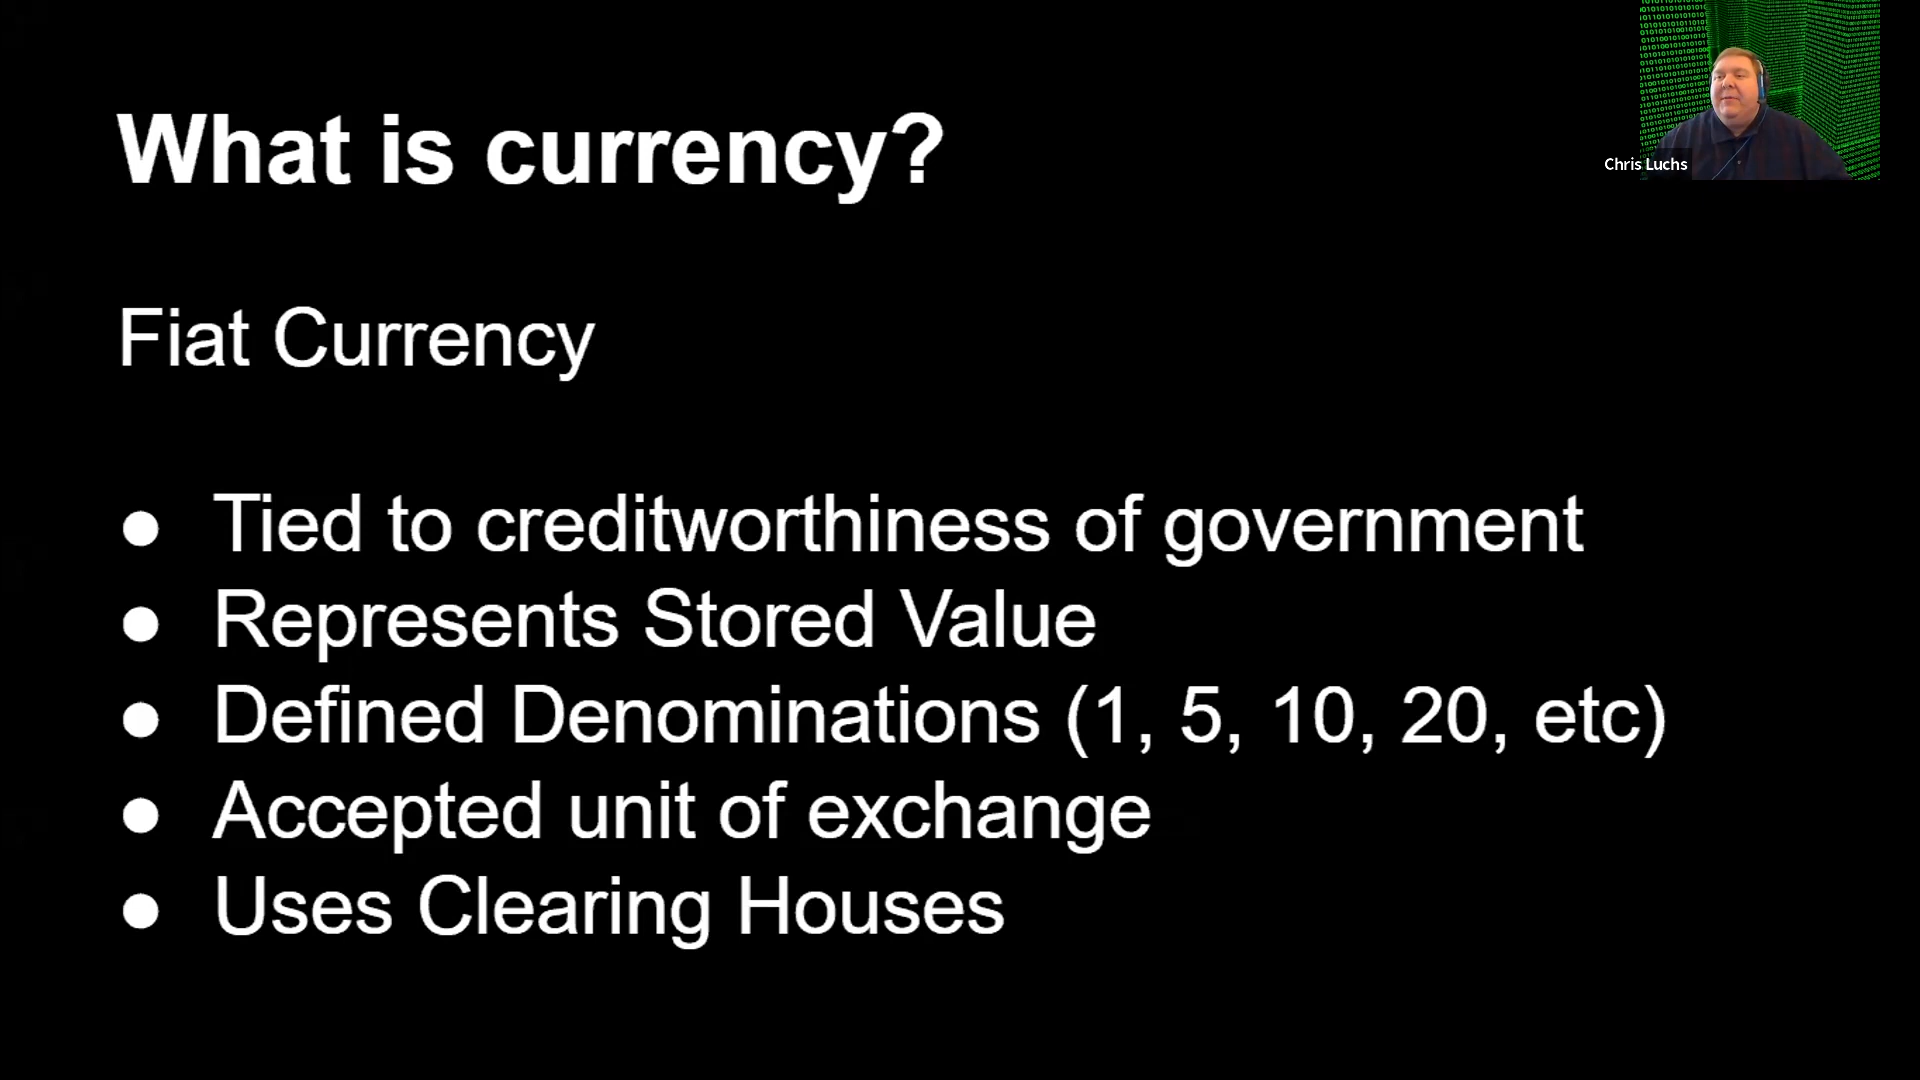 What is currency?
Chris Luchs
Fiat Currency
● Tied to creditworthiness of government
● Represents Stored Value
● Defined Denominations (1, 5, 10, 20, etc)
● Accepted unit of exchange
● Uses Clearing Houses